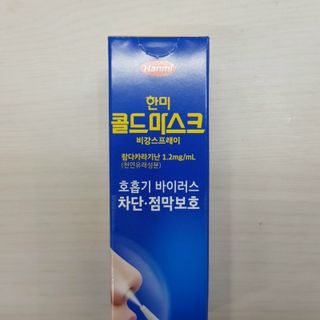 Hanmi
한미
콜드마스크
비강스프레이
람다카라기난 1.2mg/mL
(천연유래성분)
호흡기 바이러스
차단·점막보호